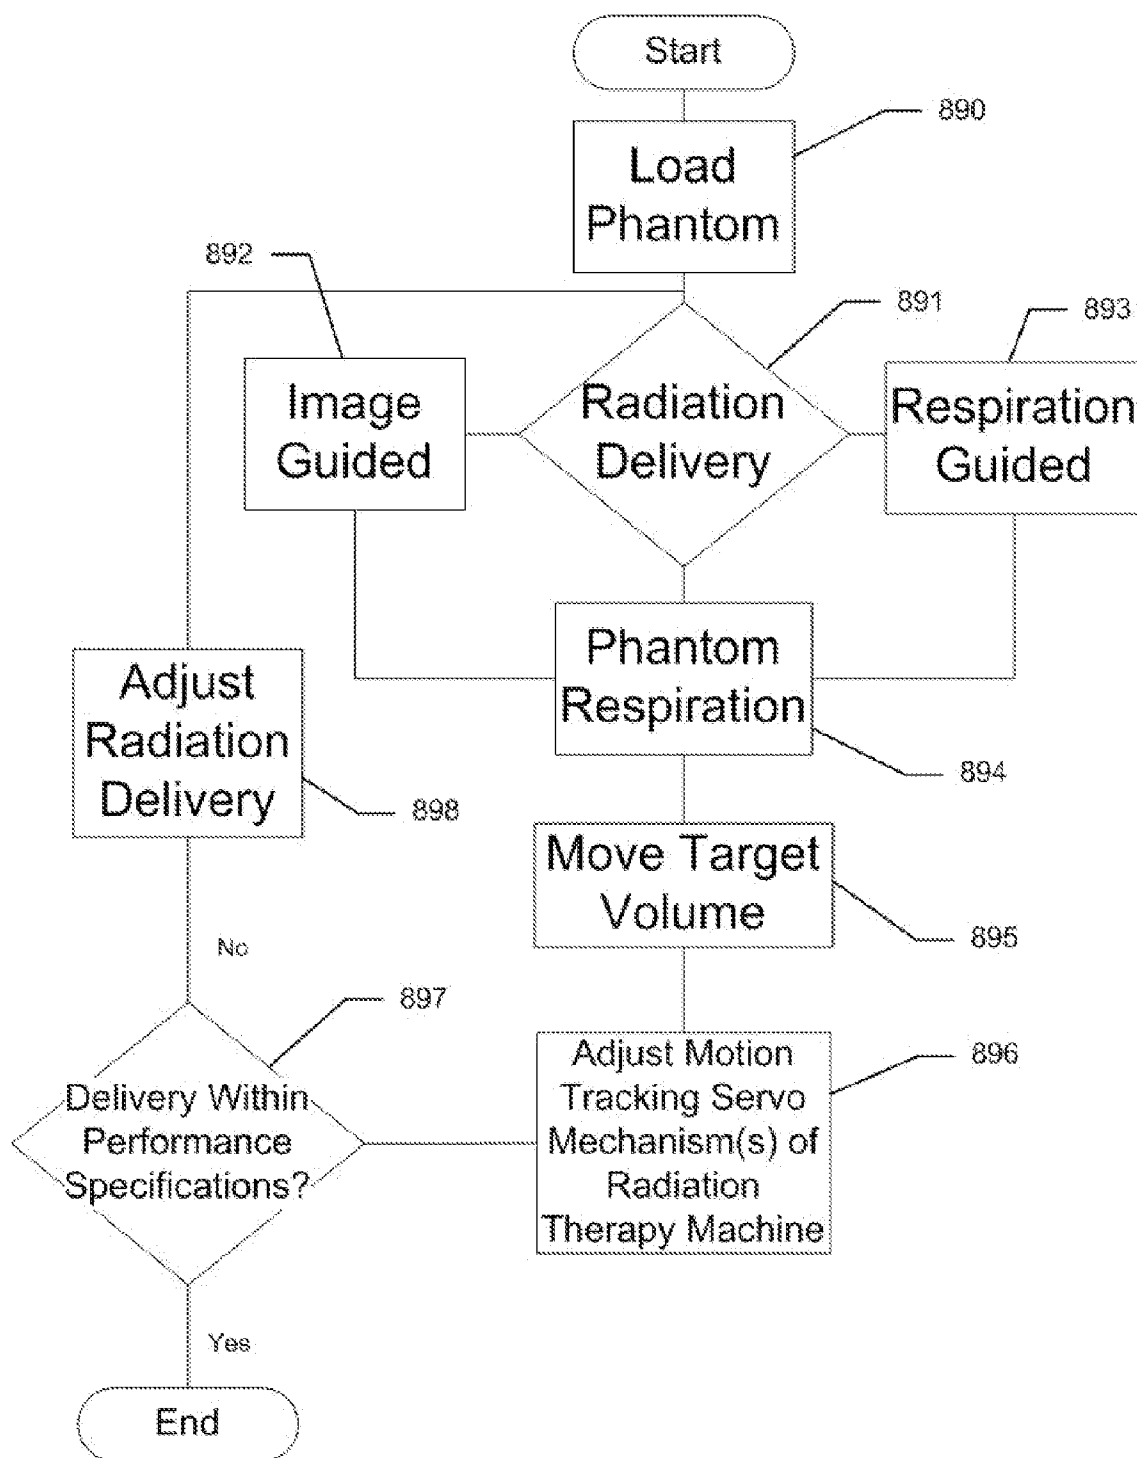 Start
890
Load
Phantom
892
891
893
Image
Guided
Radiation
Delivery
Respiration
Guided
Phantom
Respiration
894
Adjust
Radiation
Delivery
898
Move Target
Volume
895
No
897
Delivery Within
Performance
Specifications?
Adjust Motion
Tracking Servo
Mechanism(s) of
Radiation
Therapy Machine
896
Yes
End